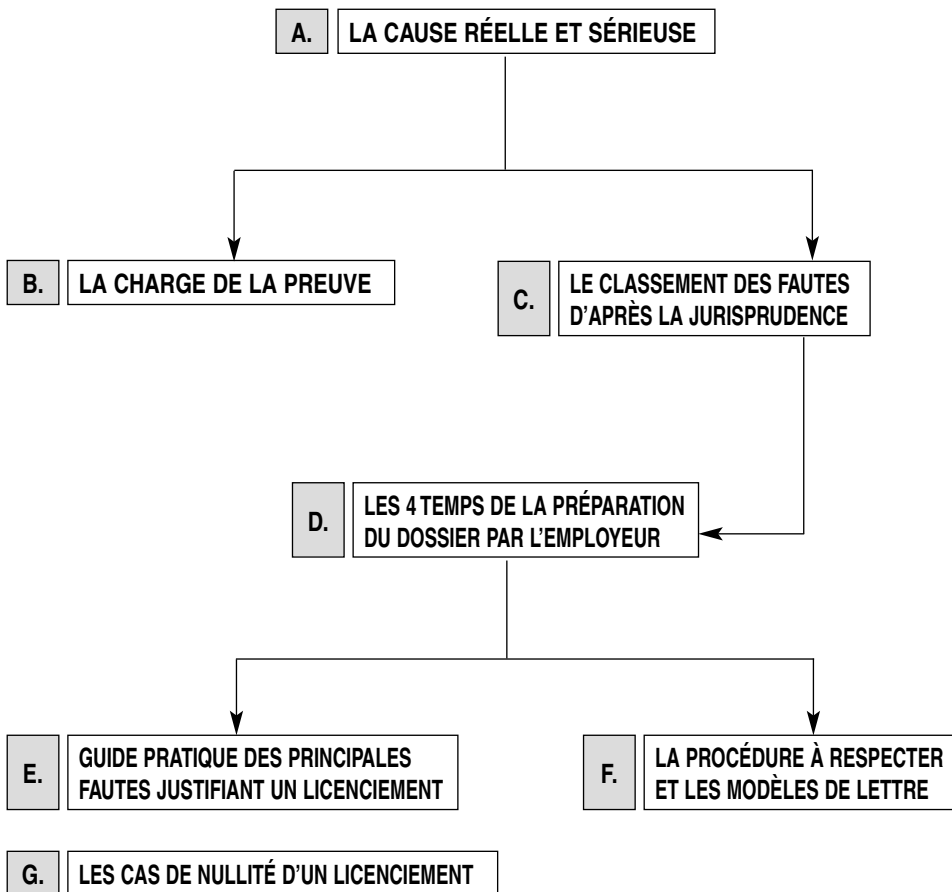 A. LA CAUSE RÉELLE ET SÉRIEUSE
B. LA CHARGE DE LA PREUVE
C. LE CLASSEMENT DES FAUTES
D'APRÈS LA JURISPRUDENCE
D. LES 4 TEMPS DE LA PRÉPARATION
DU DOSSIER PAR L'EMPLOYEUR
E. GUIDE PRATIQUE DES PRINCIPALES
FAUTES JUSTIFIANT UN LICENCIEMENT
F. LA PROCÉDURE À RESPECTER
ET LES MODÈLES DE LETTRE
G. LES CAS DE NULLITÉ D'UN LICENCIEMENT